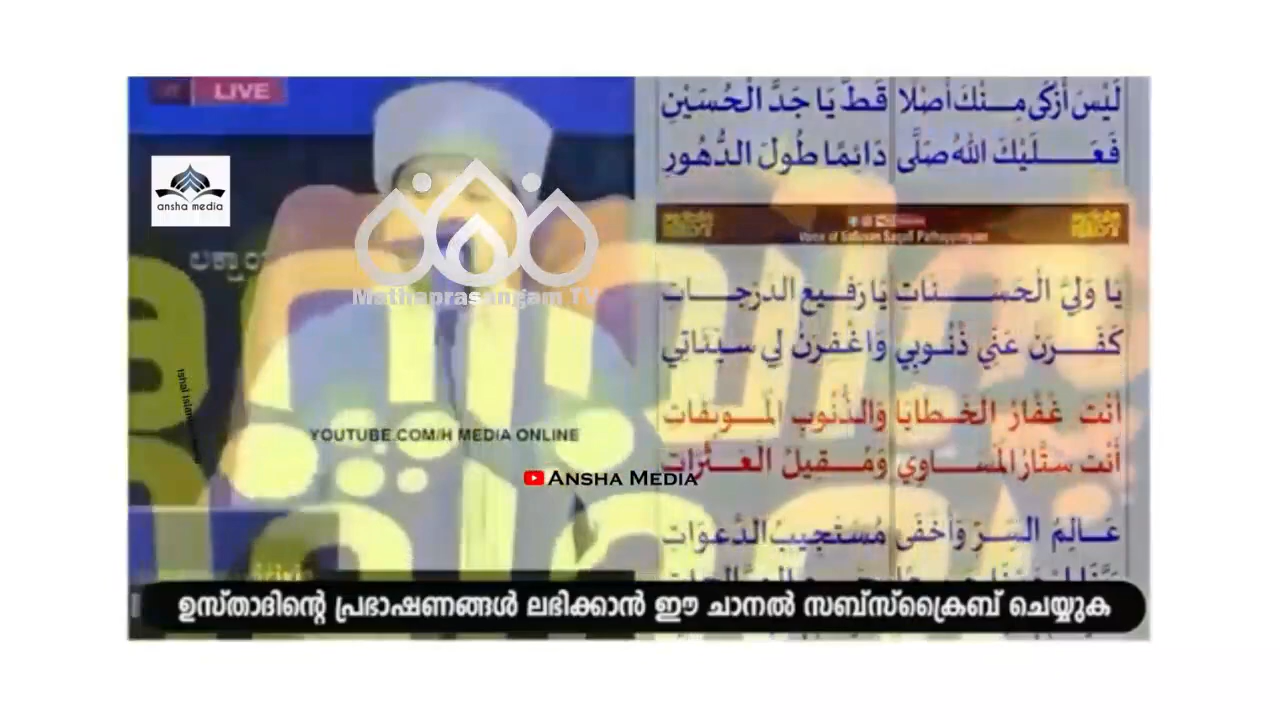 LIVE
ansha media
Mathaprasangam TV
YOUTUBE.COM/H MEDIA ONLINE
ANSHA MEDIA
لَيْسَ أَزْكَى مِنْكَ أَصْلًا قَطُّ يَا جَدَّ الْحُسَيْنِ
فَعَلَيْكَ اللهُ صَلَّى دَائِمًا طُولَ الدُّهُورِ
يَا وَلِيَّ الْحَسَنَاتِ يَا رَفِيعَ الدَّرَجَاتِ
كَفِّرَنْ عَنِّي ذُنُوبِي وَاغْفِرَنْ لِي سَيِّئَاتِي
أَنْتَ غَفَّارُ الْخَطَايَا وَالذُّنُوبِ الْمُوبِقَاتِ
أَنْتَ سَتَّارُ الْمَسَاوِي وَمُقِيلُ الْعَثَرَاتِ
عَالِمُ السِّرِّ وَأَخْفَى مُسْتَجِيبُ الدَّعَوَاتِ
ഉസ്താദിന്റെ പ്രഭാഷണങ്ങൾ ലഭിക്കാൻ ഈ ചാനൽ സബ്സ്ക്രൈബ് ചെയ്യുക